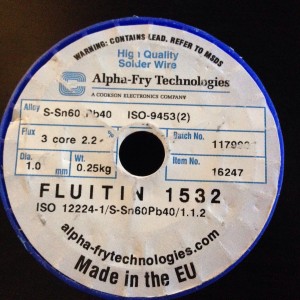 WARNING: CONTAINS LEAD. REFER TO MSDS
High Quality
Solder Wire
Alpha-Fry Technologies
A COOKSON ELECTRONICS COMPANY
Alloy S-Sn60 Pb40 ISO-9453(2)
Flux 3 core 2.2 Batch No.
Dia. 1.0 mm Wt. 0.25kg Item No. 16247
FLUITIN 1532
ISO 12224-1/S-Sn60Pb40/1.1.2
alpha-frytechnologies.com
Made in the EU